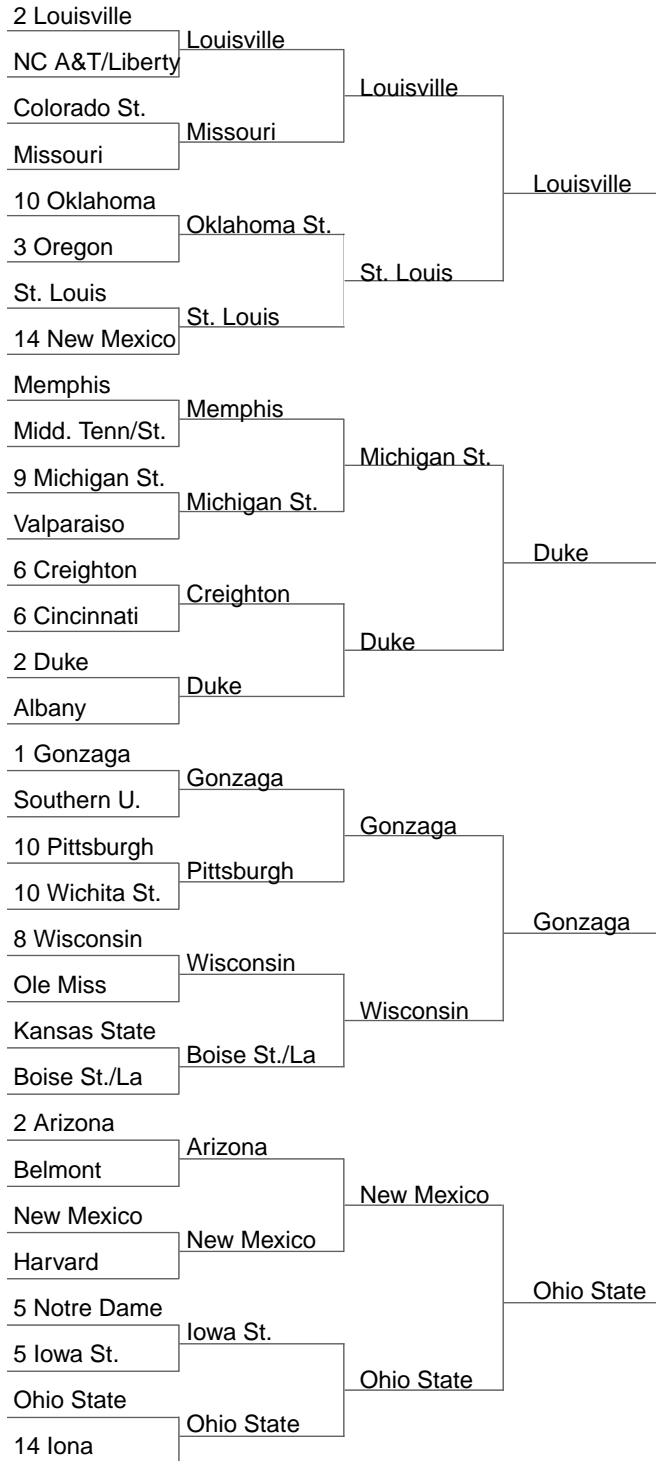 2 Louisville
NC A&T/Liberty
Colorado St.
Missouri
10 Oklahoma
3 Oregon
St. Louis
14 New Mexico
Memphis
Midd. Tenn/St.
9 Michigan St.
Valparaiso
6 Creighton
6 Cincinnati
2 Duke
Albany
1 Gonzaga
Southern U.
10 Pittsburgh
10 Wichita St.
8 Wisconsin
Ole Miss
Kansas State
Boise St./La
2 Arizona
Belmont
New Mexico
Harvard
5 Notre Dame
5 Iowa St.
Ohio State
14 Iona
Louisville
Missouri
Oklahoma St.
St. Louis
Memphis
Michigan St.
Creighton
Duke
Gonzaga
Pittsburgh
Wisconsin
Boise St./La
Arizona
New Mexico
Iowa St.
Ohio State
Louisville
St. Louis
Michigan St.
Duke
Gonzaga
Wisconsin
New Mexico
Ohio State
Louisville
Duke
Gonzaga
Ohio State